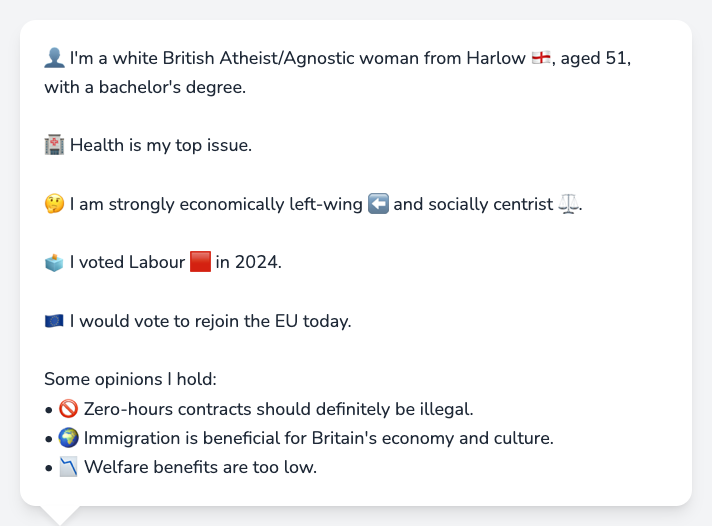 👤 I'm a white British Atheist/Agnostic woman from Harlow 🏴󠁧󠁢󠁥󠁮󠁧󠁿, aged 51,
with a bachelor's degree.
🏥 Health is my top issue.
🤔 I am strongly economically left-wing ⬅️ and socially centrist ⚖️.
🗳️ I voted Labour 🟥 in 2024.
🇪🇺 I would vote to rejoin the EU today.
Some opinions I hold:
• 🚫 Zero-hours contracts should definitely be illegal.
• 🌍 Immigration is beneficial for Britain's economy and culture.
• 📉 Welfare benefits are too low.